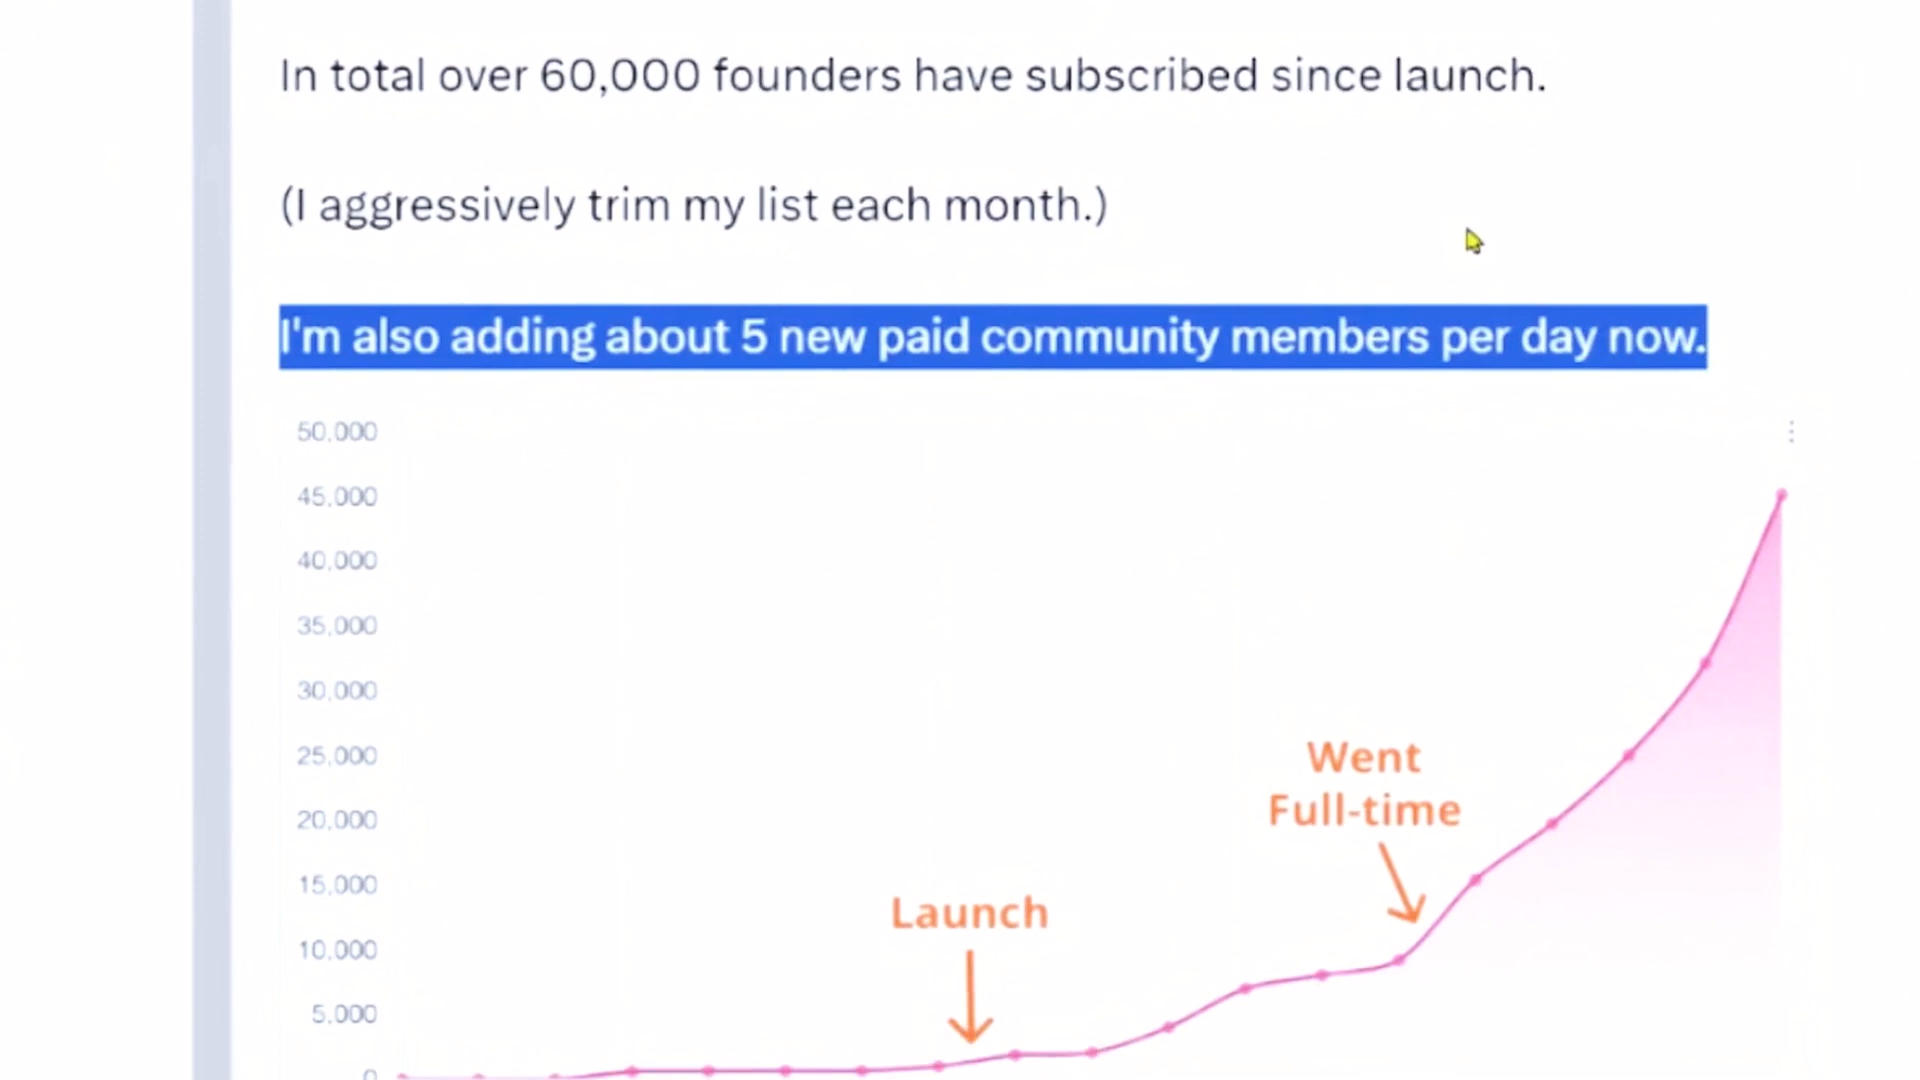 In total over 60,000 founders have subscribed since launch.
(I aggressively trim my list each month.)
I'm also adding about 5 new paid community members per day now.
50,000
45,000
40,000
35,000
30,000
25,000
20,000
15,000
10,000
5,000
0
Went
Full-time
Launch